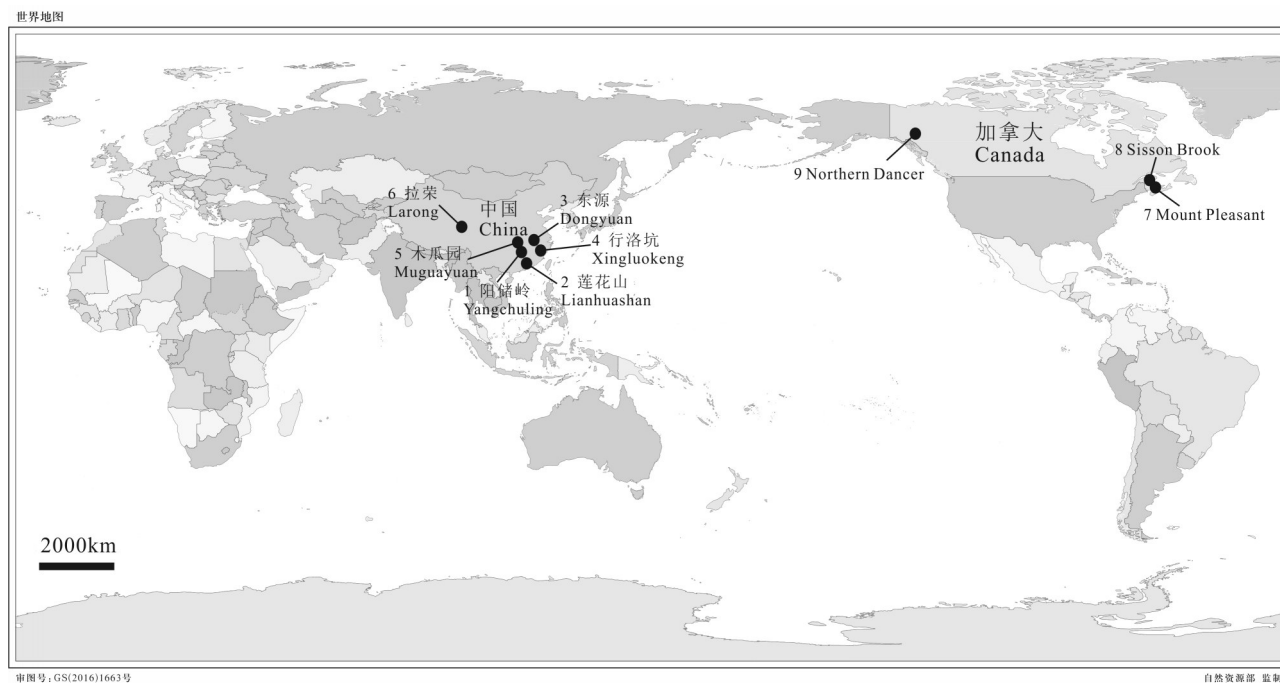 世界地图
加拿大
Canada
8 Sisson Brook
9 Northern Dancer
7 Mount Pleasant
6 拉荣
Larong
中国
China
3 东源
Dongyuan
4 行洛坑
Xingluokeng
5 木瓜园
Muguayuan
1 阳储岭
Yangchuling
2 莲花山
Lianhuashan
2000km
审图号:GS(2016)1663号
自然资源部 监制